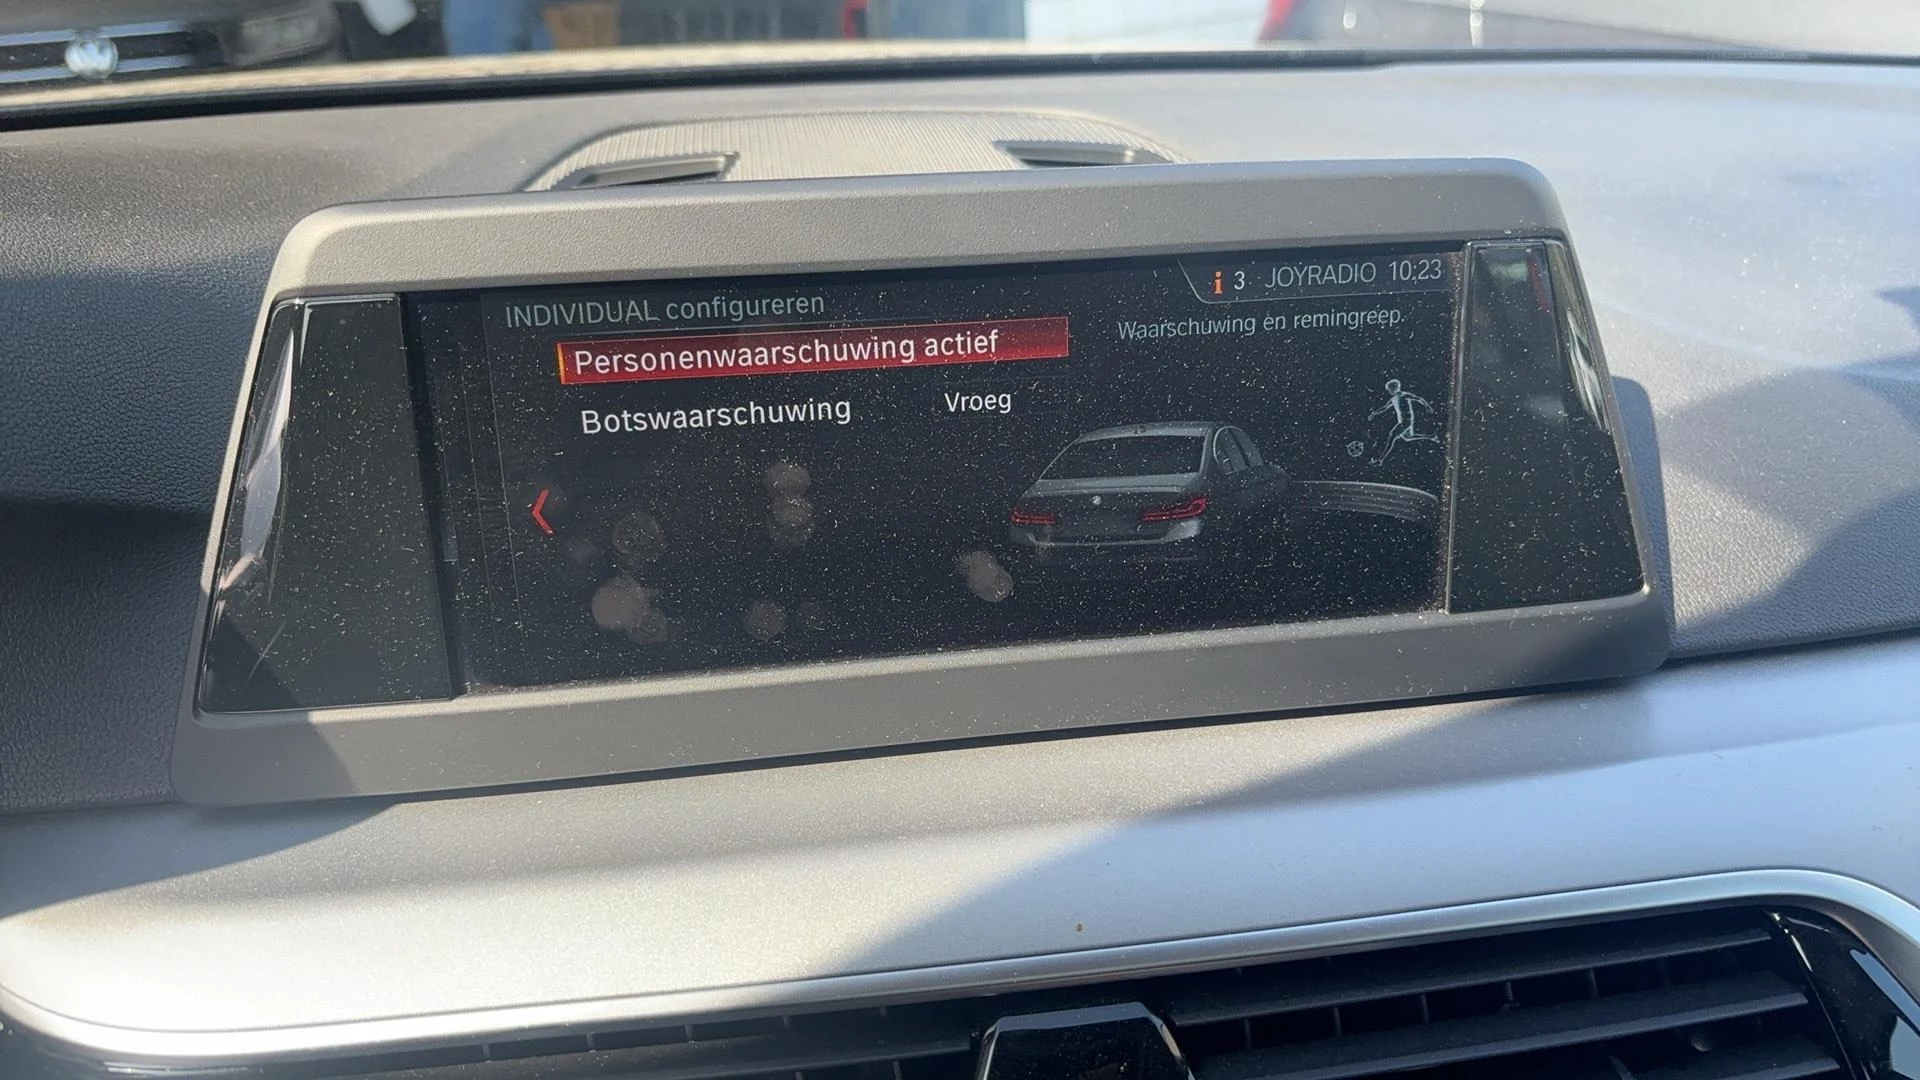 INDIVIDUAL configureren
i 3 JOYRADIO 10:23
Personenwaarschuwing actief
Waarschuwing en remingreep.
Botswaarschuwing Vroeg